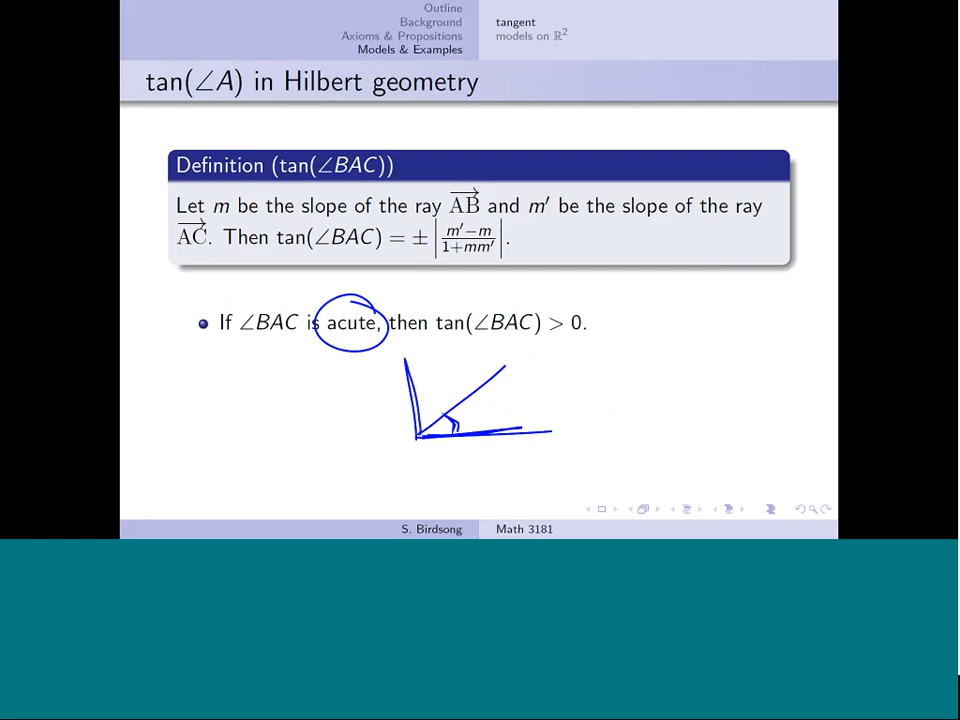 Outline
Background
Axioms & Propositions
Models & Examples
tangent
models on ℝ²
tan(∠A) in Hilbert geometry
Definition (tan(∠BAC))
Let m be the slope of the ray A⃗B⃗ and m′ be the slope of the ray
A⃗C⃗. Then tan(∠BAC) = ± |(m′−m)/(1+mm′)|.
If ∠BAC is acute, then tan(∠BAC) > 0.
S. Birdsong
Math 3181